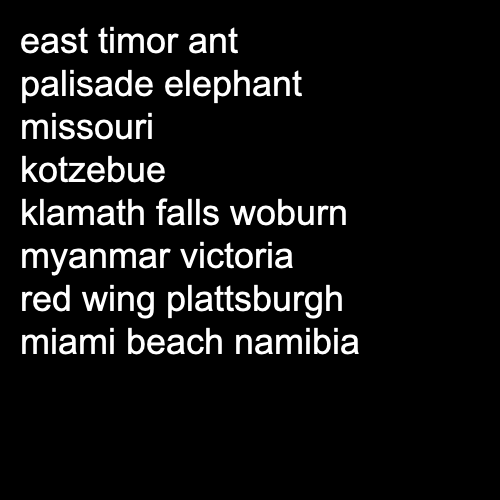 east timor ant
palisade elephant
missouri
kotzebue
klamath falls woburn
myanmar victoria
red wing plattsburgh
miami beach namibia